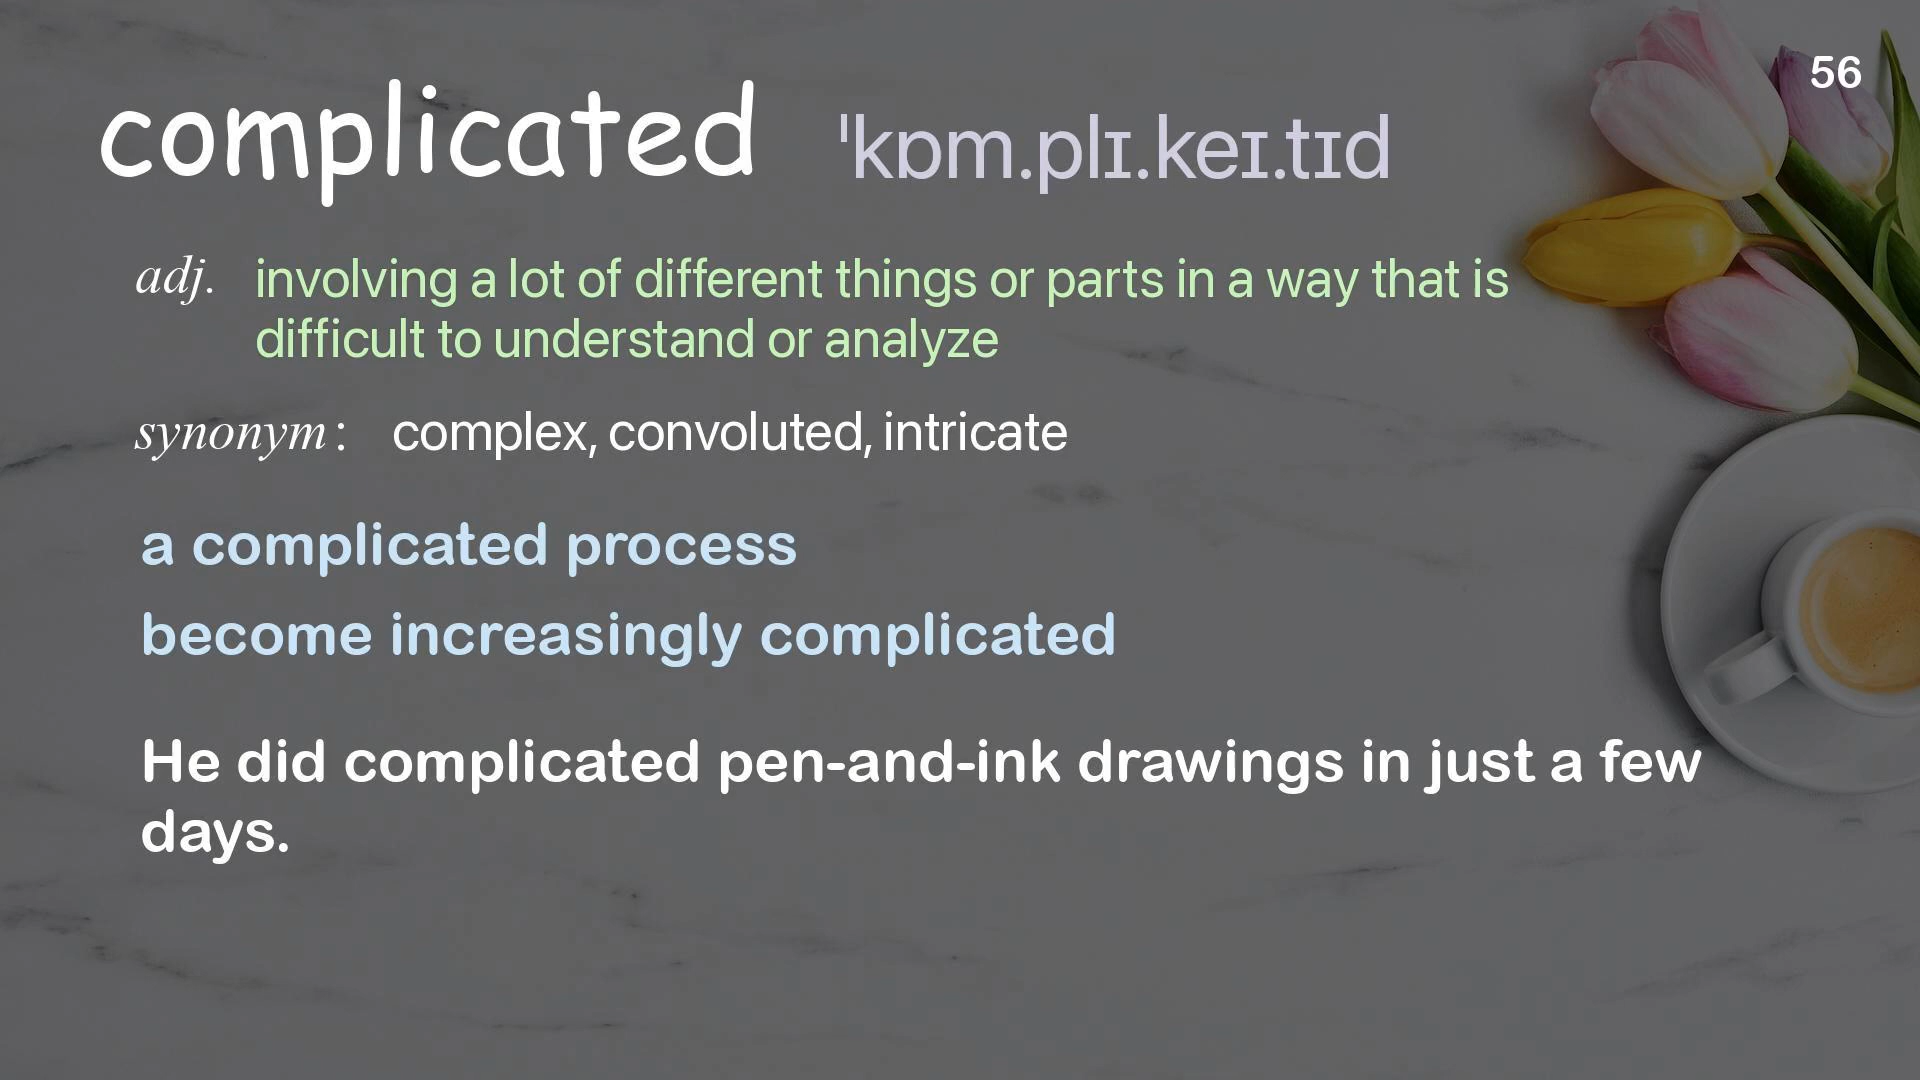 56
complicated ˈkɒm.plɪ.keɪ.tɪd
adj. involving a lot of different things or parts in a way that is
difficult to understand or analyze
synonym : complex, convoluted, intricate
a complicated process
become increasingly complicated
He did complicated pen-and-ink drawings in just a few
days.